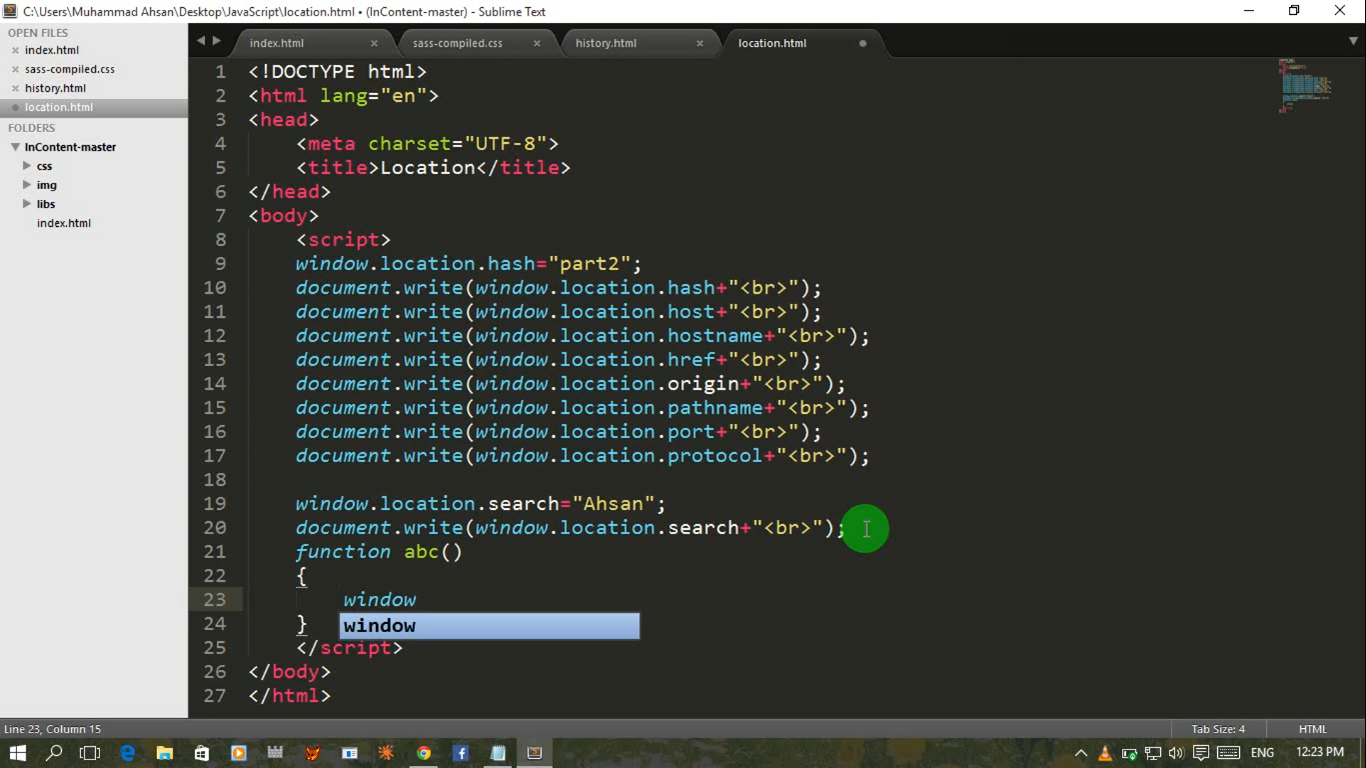 C:\Users\Muhammad Ahsan\Desktop\JavaScript\location.html • (InContent-master) - Sublime Text
OPEN FILES
index.html
sass-compiled.css
history.html
location.html
FOLDERS
InContent-master
css
img
libs
index.html
index.html
sass-compiled.css
history.html
location.html
1 <!DOCTYPE html>
2 <html lang="en">
3 <head>
4 <meta charset="UTF-8">
5 <title>Location</title>
6 </head>
7 <body>
8 <script>
9 window.location.hash="part2";
10 document.write(window.location.hash+"<br>");
11 document.write(window.location.host+"<br>");
12 document.write(window.location.hostname+"<br>");
13 document.write(window.location.href+"<br>");
14 document.write(window.location.origin+"<br>");
15 document.write(window.location.pathname+"<br>");
16 document.write(window.location.port+"<br>");
17 document.write(window.location.protocol+"<br>");
18
19 window.location.search="Ahsan";
20 document.write(window.location.search+"<br>");
21 function abc()
22 {
23 window
window
24 }
25 </script>
26 </body>
27 </html>
Line 23, Column 15
Tab Size: 4
HTML
ENG
12:23 PM